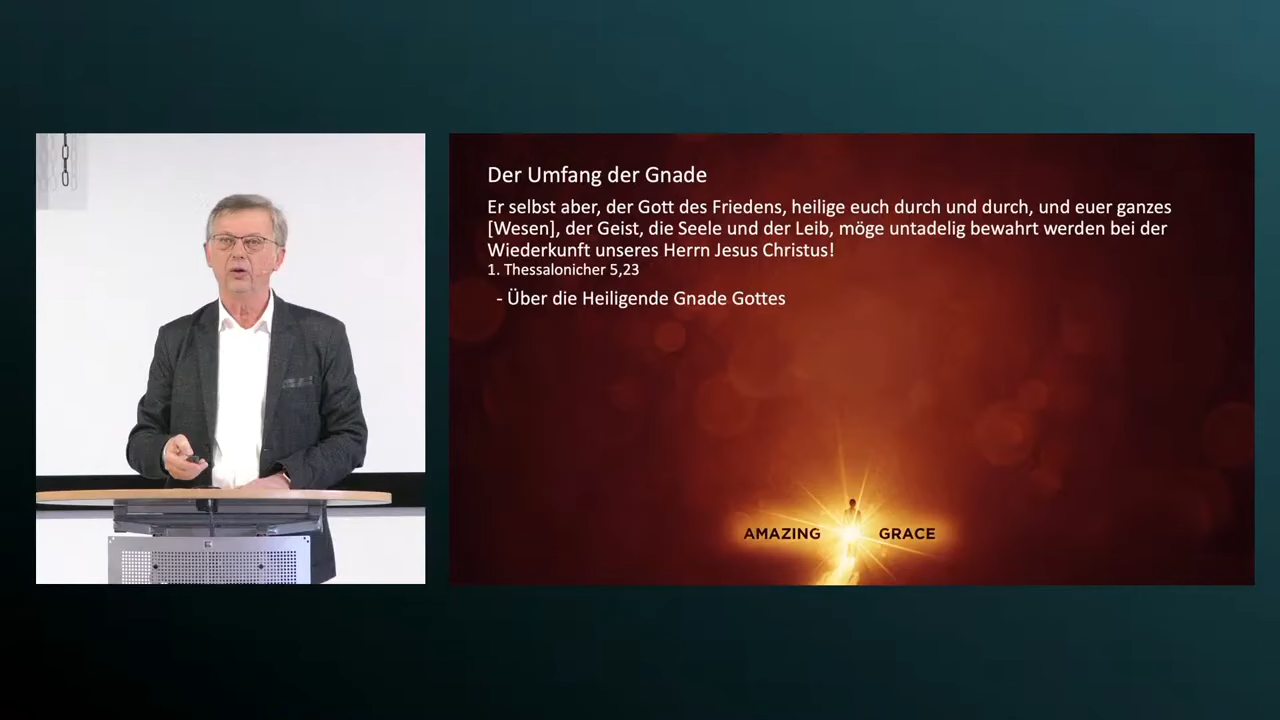 Der Umfang der Gnade
Er selbst aber, der Gott des Friedens, heilige euch durch und durch, und euer ganzes
[Wesen], der Geist, die Seele und der Leib, möge untadelig bewahrt werden bei der
Wiederkunft unseres Herrn Jesus Christus!
1. Thessalonicher 5,23
- Über die Heiligende Gnade Gottes
AMAZING GRACE